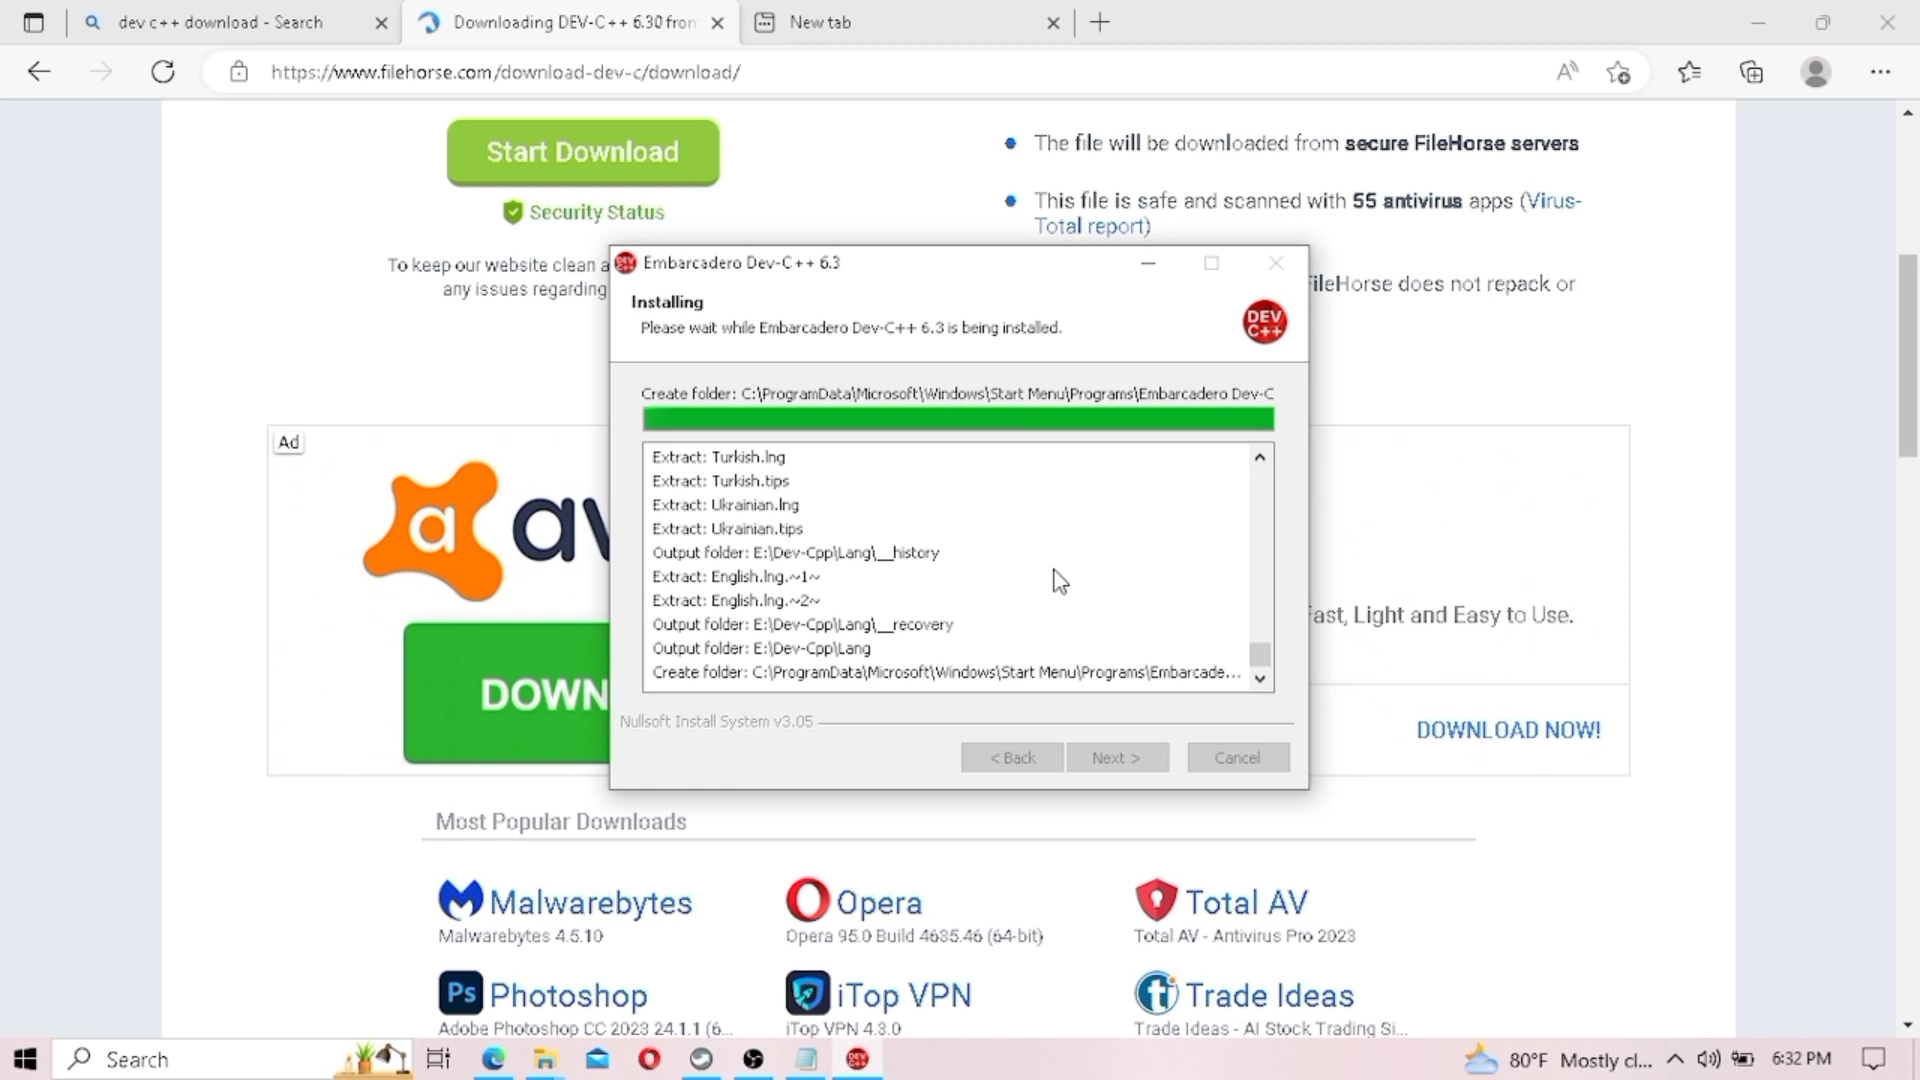 dev c++ download - Search
Downloading DEV-C++ 6.30 from
New tab
https://www.filehorse.com/download-dev-c/download/
Start Download
Security Status
To keep our website clean a
any issues regarding
The file will be downloaded from secure FileHorse servers
This file is safe and scanned with 55 antivirus apps (Virus-
Total report)
FileHorse does not repack or
Embarcadero Dev-C++ 6.3
Installing
Please wait while Embarcadero Dev-C++ 6.3 is being installed.
DEV
C++
Create folder: C:\ProgramData\Microsoft\Windows\Start Menu\Programs\Embarcadero Dev-C
Extract: Turkish.lng
Extract: Turkish.tips
Extract: Ukrainian.lng
Extract: Ukrainian.tips
Output folder: E:\Dev-Cpp\Lang\__history
Extract: English.lng.~1~
Extract: English.lng.~2~
Output folder: E:\Dev-Cpp\Lang\__recovery
Output folder: E:\Dev-Cpp\Lang
Create folder: C:\ProgramData\Microsoft\Windows\Start Menu\Programs\Embarcade...
Nullsoft Install System v3.05
< Back
Next >
Cancel
Ad
a av
DOWN
Fast, Light and Easy to Use.
DOWNLOAD NOW!
Most Popular Downloads
Malwarebytes
Malwarebytes 4.5.10
Opera
Opera 95.0 Build 4635.46 (64-bit)
Total AV
Total AV - Antivirus Pro 2023
Ps Photoshop
Adobe Photoshop CC 2023 24.1.1 (6...
iTop VPN
iTop VPN 4.3.0
Trade Ideas
Trade Ideas - AI Stock Trading Si...
Search
DEV
C++
80°F Mostly cl...
6:32 PM